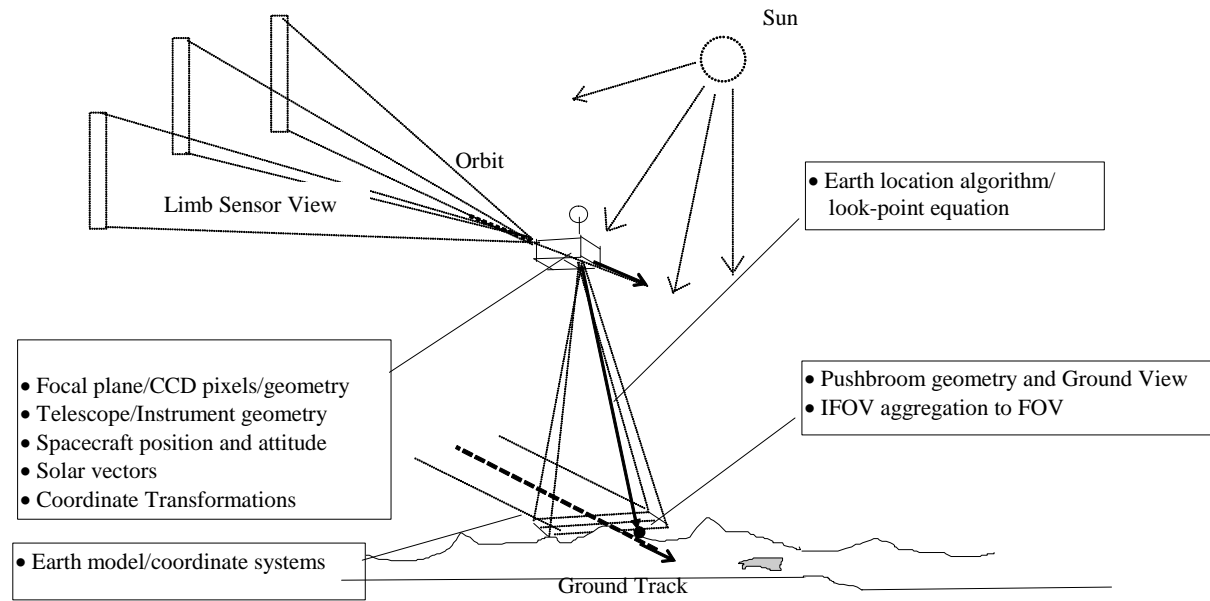 Sun
Orbit
Limb Sensor View
• Earth location algorithm/
look-point equation
• Focal plane/CCD pixels/geometry
• Telescope/Instrument geometry
• Spacecraft position and attitude
• Solar vectors
• Coordinate Transformations
• Pushbroom geometry and Ground View
• IFOV aggregation to FOV
• Earth model/coordinate systems
Ground Track